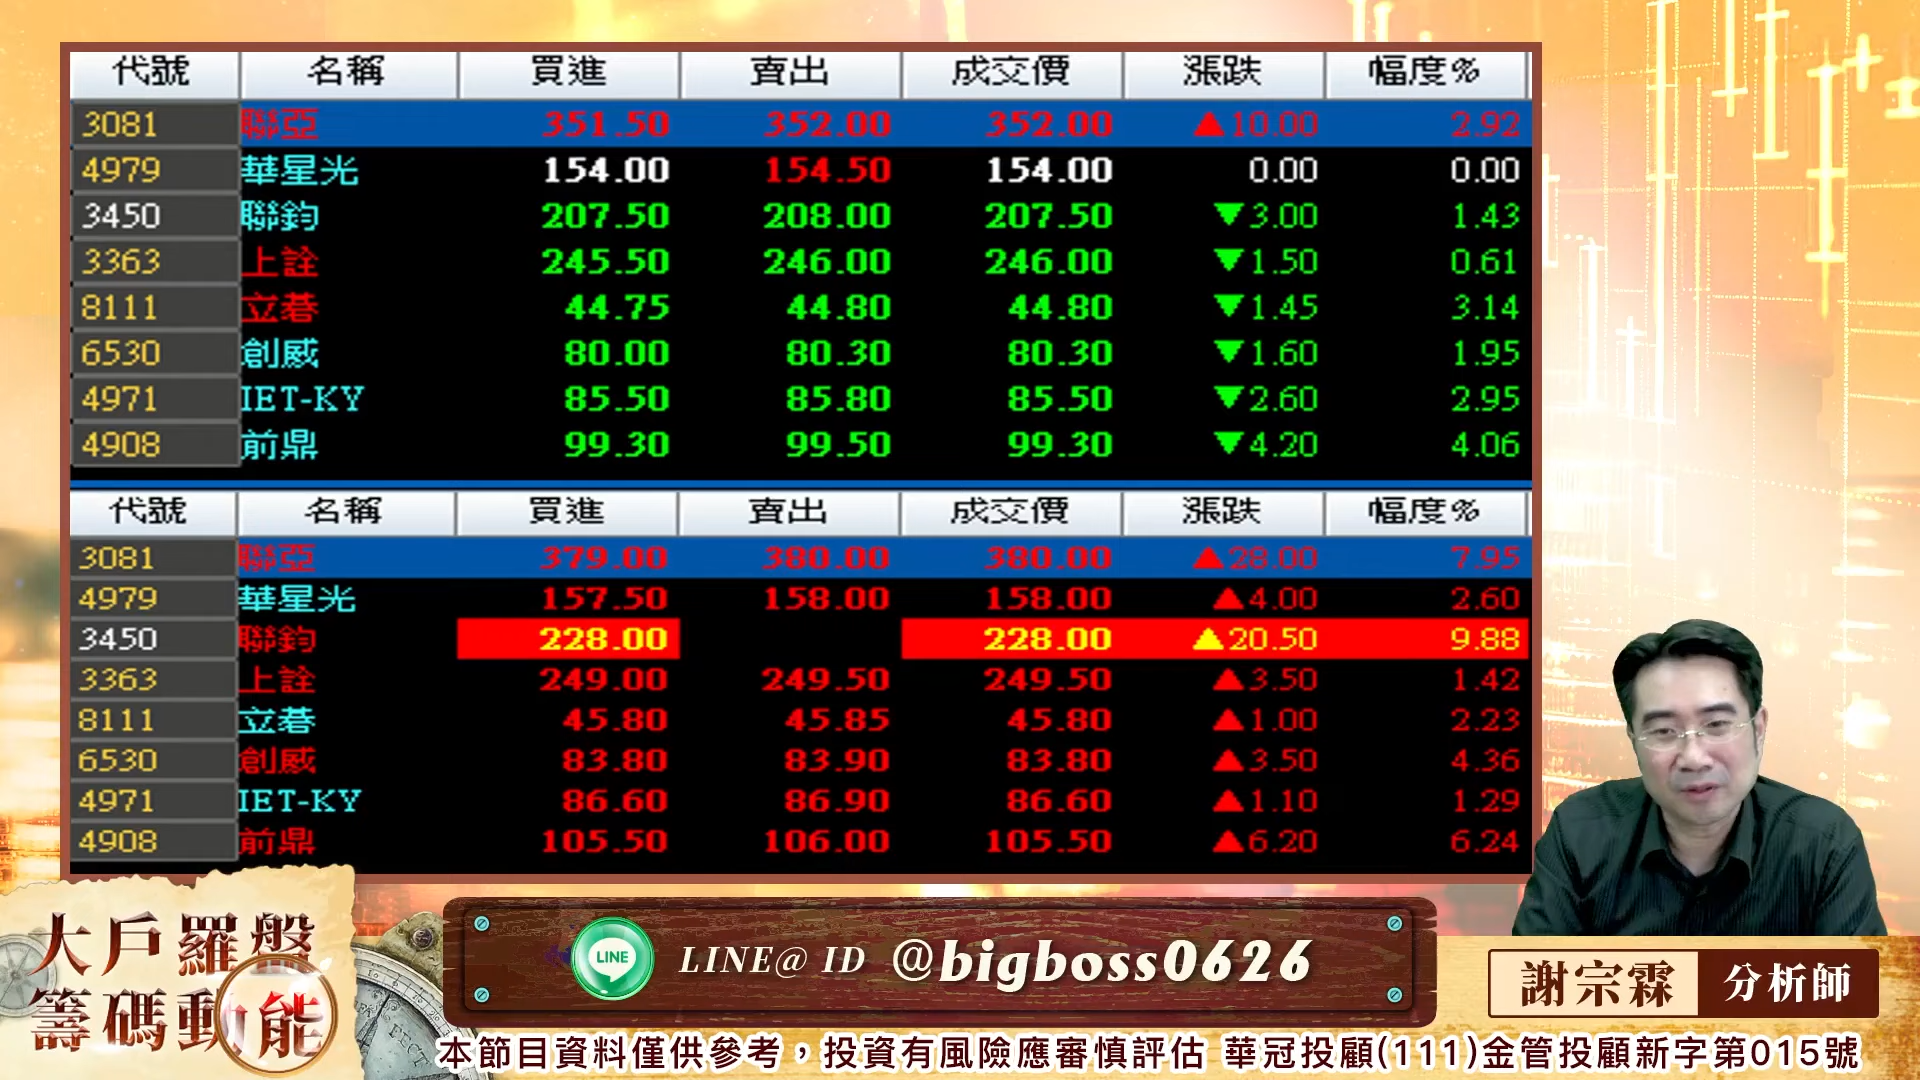 代號 名稱 買進 賣出 成交價 漲跌 幅度%
3081 聯亞 351.50 352.00 352.00 ▲10.00 2.92
4979 華星光 154.00 154.50 154.00 0.00 0.00
3450 聯鈞 207.50 208.00 207.50 ▼3.00 1.43
3363 上詮 245.50 246.00 246.00 ▼1.50 0.61
8111 立碁 44.75 44.80 44.80 ▼1.45 3.14
6530 創威 80.00 80.30 80.30 ▼1.60 1.95
4971 IET-KY 85.50 85.80 85.50 ▼2.60 2.95
4908 前鼎 99.30 99.50 99.30 ▼4.20 4.06
代號 名稱 買進 賣出 成交價 漲跌 幅度%
3081 聯亞 379.00 380.00 380.00 ▲28.00 7.95
4979 華星光 157.50 158.00 158.00 ▲4.00 2.60
3450 聯鈞 228.00 228.00 ▲20.50 9.88
3363 上詮 249.00 249.50 249.50 ▲3.50 1.42
8111 立碁 45.80 45.85 45.80 ▲1.00 2.23
6530 創威 83.80 83.90 83.80 ▲3.50 4.36
4971 IET-KY 86.60 86.90 86.60 ▲1.10 1.29
4908 前鼎 105.50 106.00 105.50 ▲6.20 6.24
大戶羅盤
籌碼動能
LINE LINE@ ID @bigboss0626
謝宗霖 分析師
本節目資料僅供參考，投資有風險應審慎評估 華冠投顧(111)金管投顧新字第015號